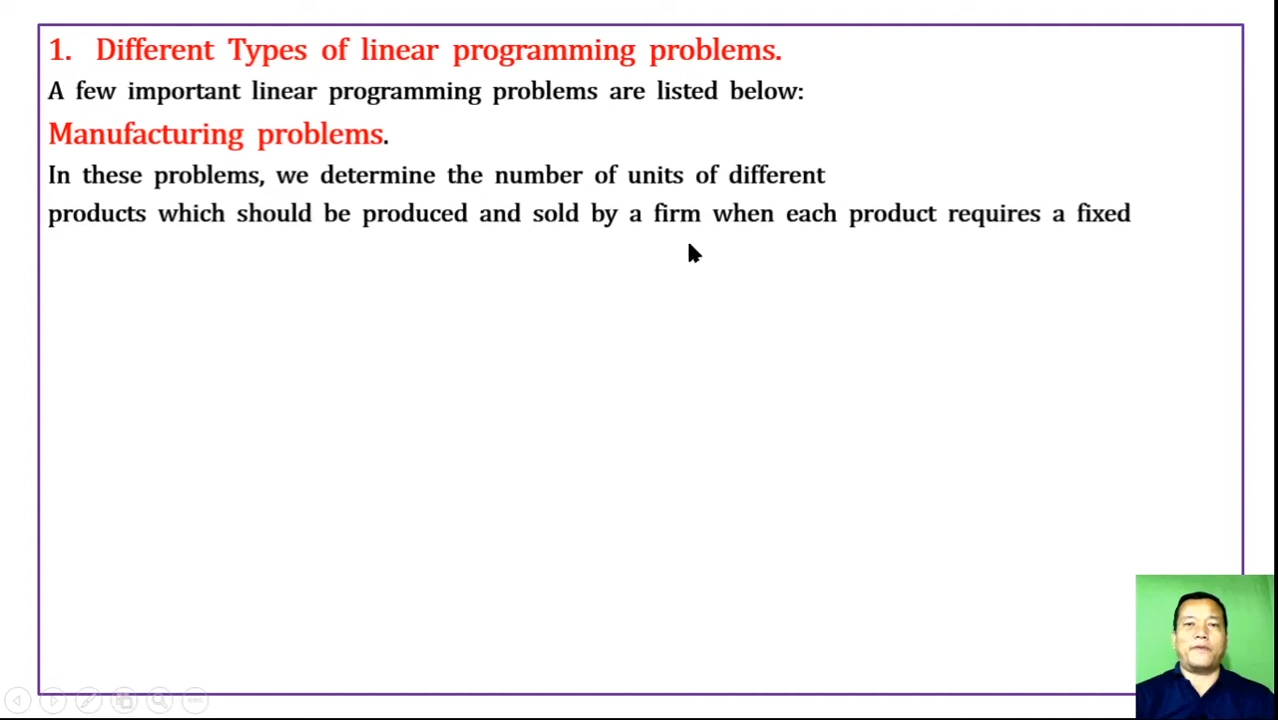 1. Different Types of linear programming problems.
A few important linear programming problems are listed below:
Manufacturing problems.
In these problems, we determine the number of units of different
products which should be produced and sold by a firm when each product requires a fixed